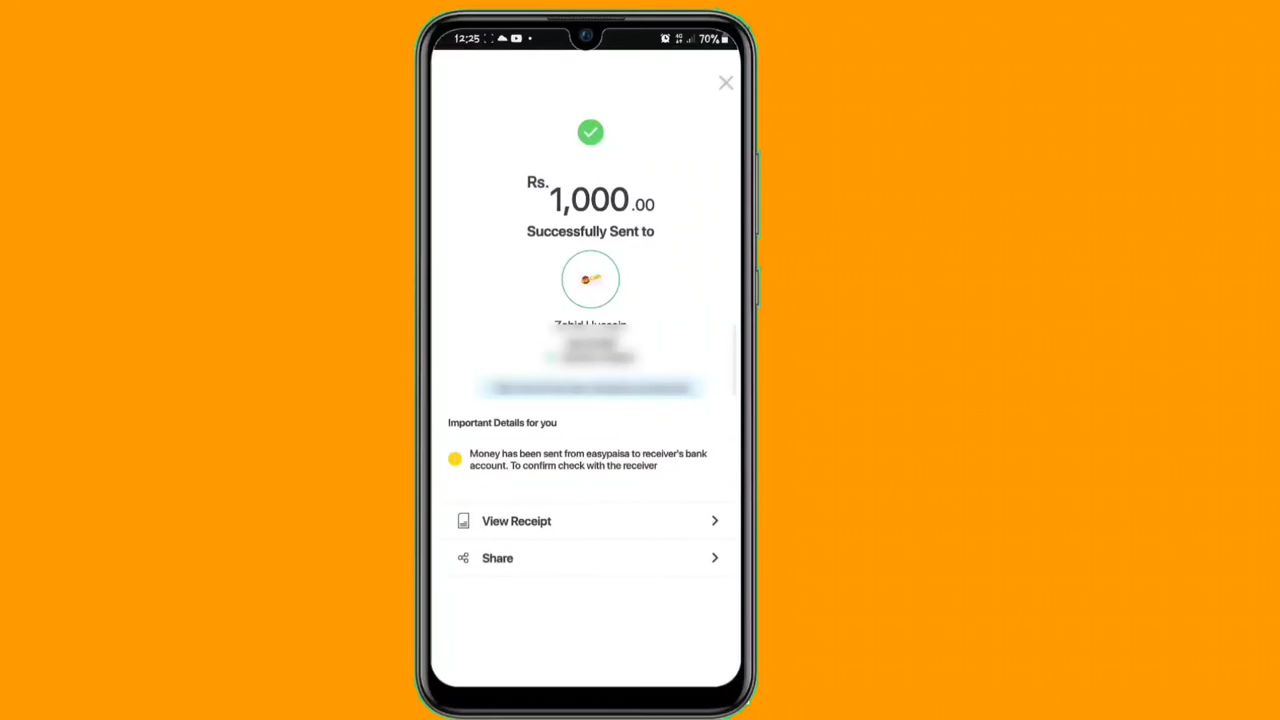 12:25
70%
Rs.
1,000.00
Successfully Sent to
Important Details for you
Money has been sent from easypaisa to receiver's bank
account. To confirm check with the receiver
View Receipt
Share